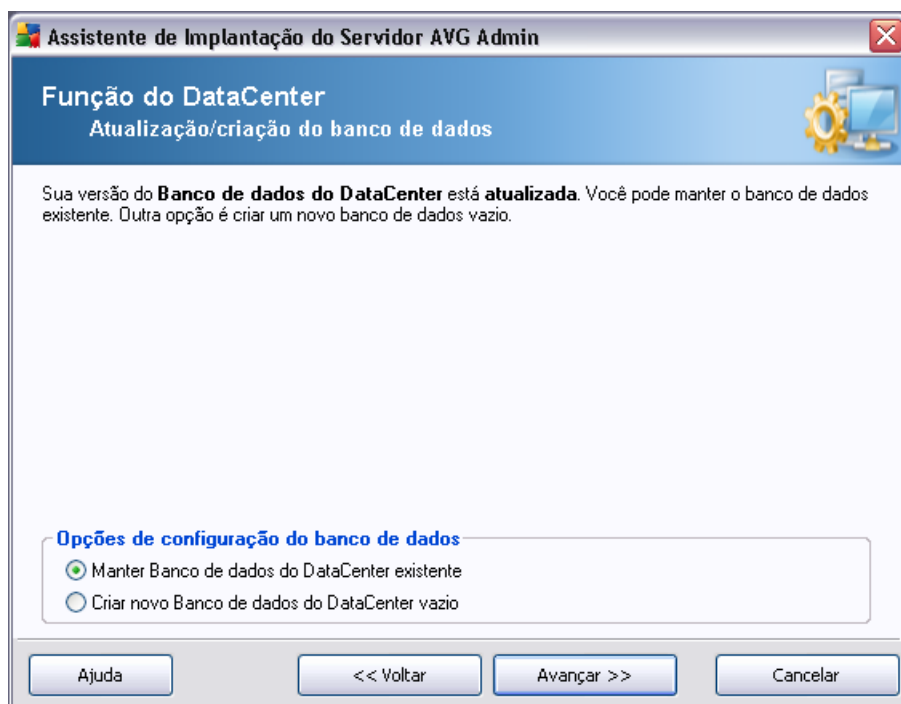 Assistente de Implantação do Servidor AVG Admin
Função do DataCenter
Atualização/criação do banco de dados
Sua versão do Banco de dados do DataCenter está atualizada. Você pode manter o banco de dados
existente. Outra opção é criar um novo banco de dados vazio.
Opções de configuração do banco de dados
Manter Banco de dados do DataCenter existente
Criar novo Banco de dados do DataCenter vazio
Ajuda
<< Voltar
Avançar >>
Cancelar